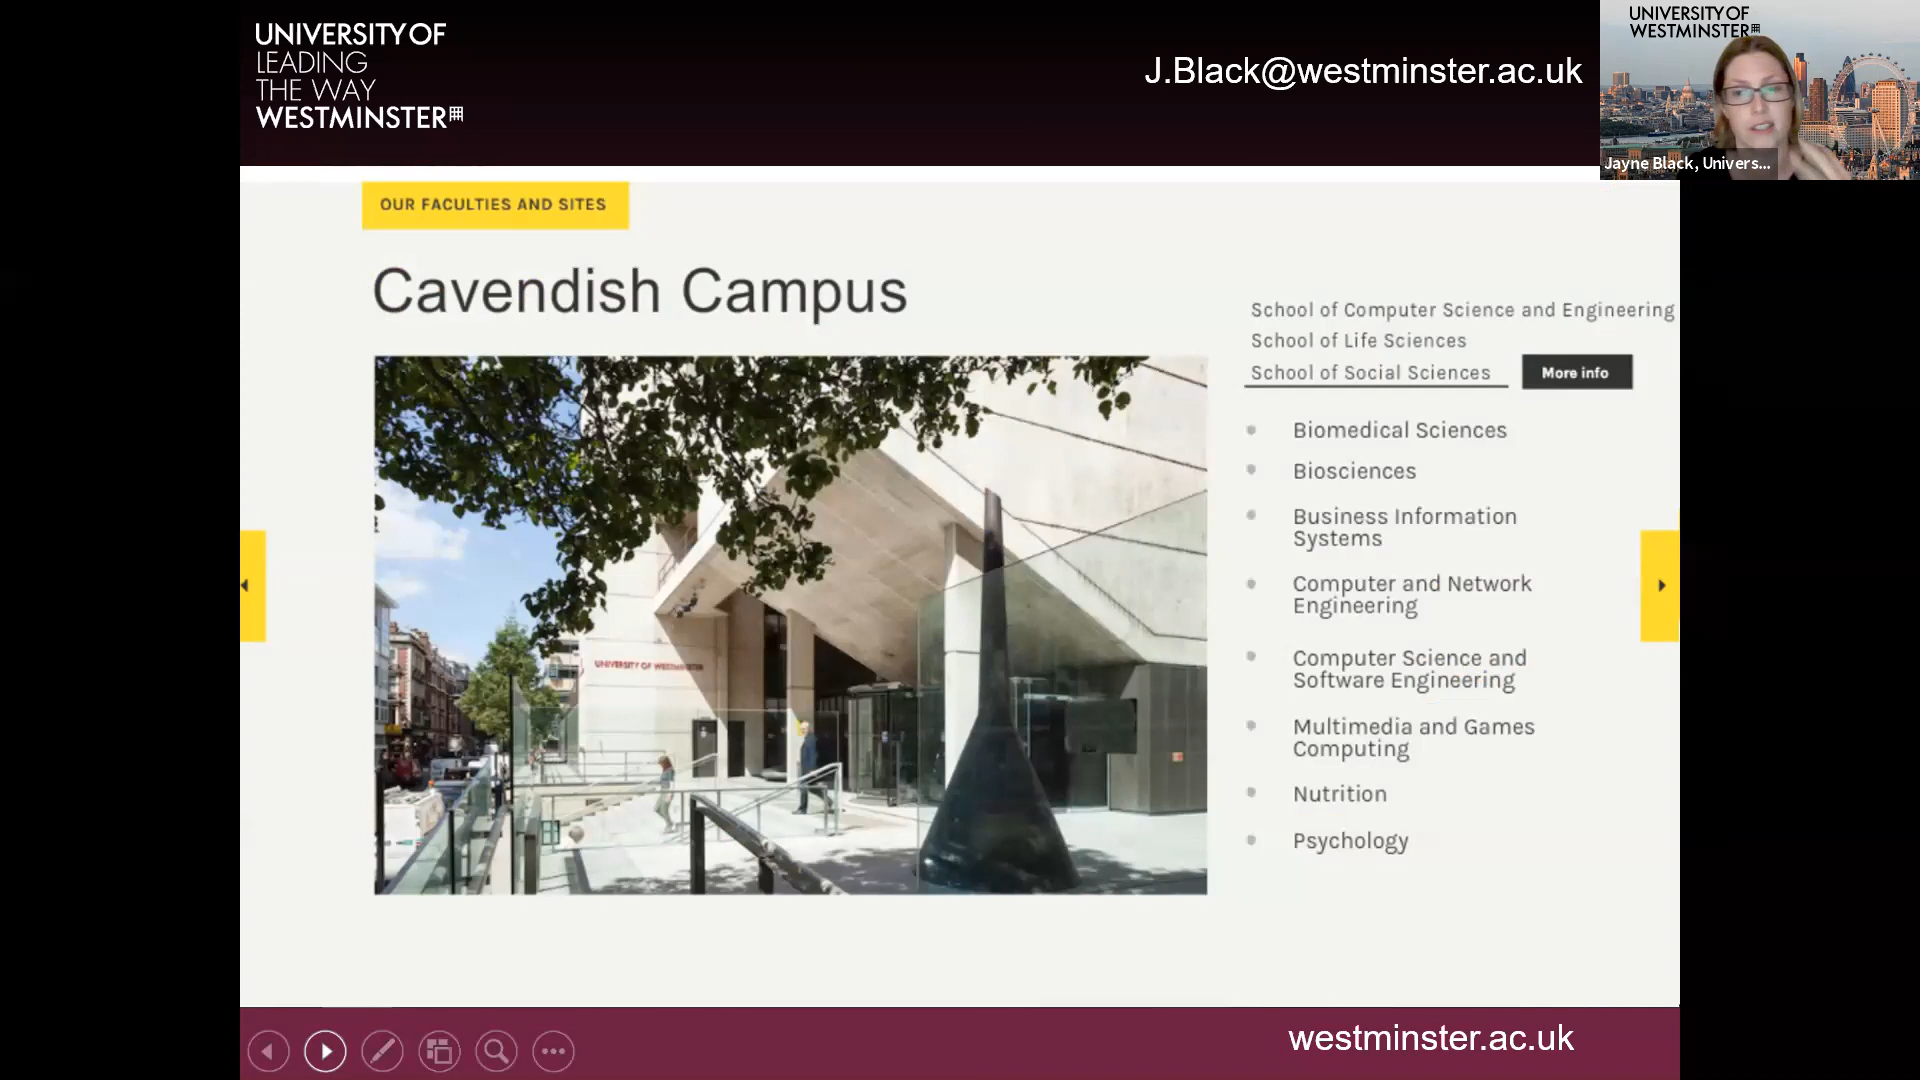 UNIVERSITY OF
LEADING
THE WAY
WESTMINSTER
J.Black@westminster.ac.uk
UNIVERSITY OF
WESTMINSTER
Jayne Black, Univers...
OUR FACULTIES AND SITES
Cavendish Campus
School of Computer Science and Engineering
School of Life Sciences
School of Social Sciences
More info
Biomedical Sciences
Biosciences
Business Information
Systems
Computer and Network
Engineering
Computer Science and
Software Engineering
Multimedia and Games
Computing
Nutrition
Psychology
UNIVERSITY OF WESTMINSTER
westminster.ac.uk